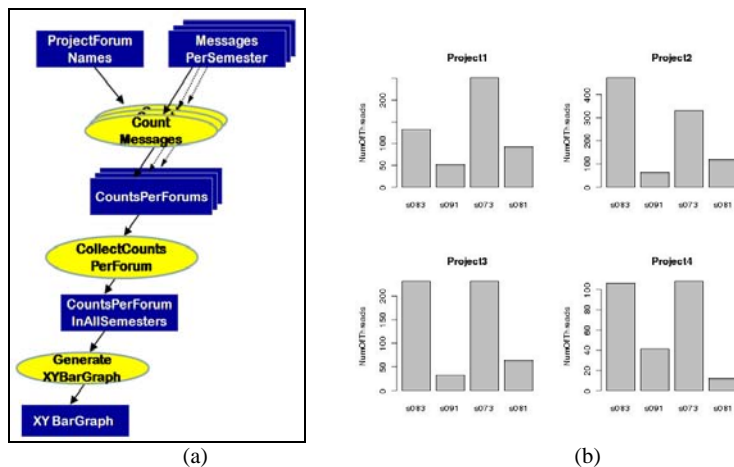 ProjectForum
Names
Messages
PerSemester
Count
Messages
CountsPerForums
CollectCounts
PerForum
CountsPerForum
InAllSemesters
Generate
XYBarGraph
XY BarGraph
(a)
Project1
NumOfThreads
0 50 100 200
s083 s091 s073 s081
Project2
NumOfThreads
0 100 200 300 400
s083 s091 s073 s081
Project3
NumOfThreads
0 50 100 150 200
s083 s091 s073 s081
Project4
NumOfThreads
0 20 40 60 80 100
s083 s091 s073 s081
(b)